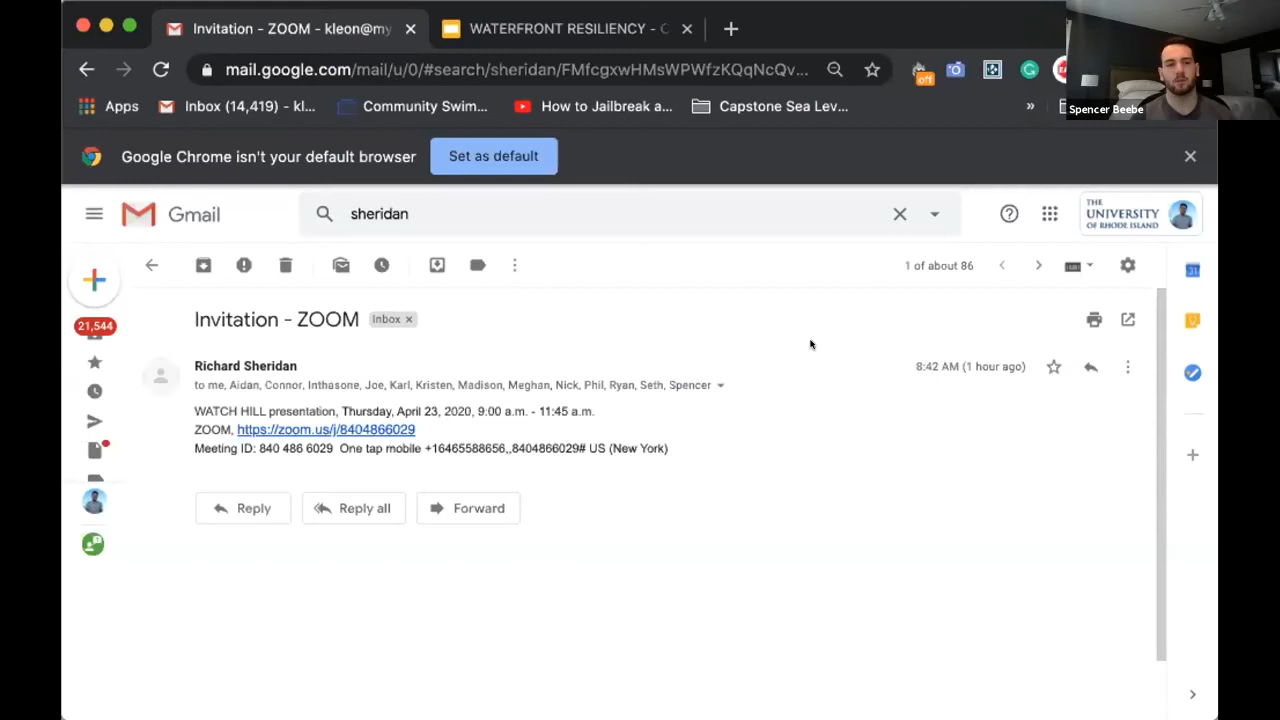 Invitation - ZOOM - kleon@my
WATERFRONT RESILIENCY - C
mail.google.com/mail/u/0/#search/sheridan/FMfcgxwHMsWPWfzKQqNcQv...
off
Spencer Beebe
Apps
Inbox (14,419) - kl...
Community Swim...
How to Jailbreak a...
Capstone Sea Lev...
»
Google Chrome isn't your default browser
Set as default
Gmail
sheridan
THE
UNIVERSITY
OF RHODE ISLAND
1 of about 86
21,544
Invitation - ZOOM
Inbox ×
Richard Sheridan
8:42 AM (1 hour ago)
to me, Aidan, Connor, Inthasone, Joe, Karl, Kristen, Madison, Meghan, Nick, Phil, Ryan, Seth, Spencer
WATCH HILL presentation, Thursday, April 23, 2020, 9:00 a.m. - 11:45 a.m.
ZOOM, https://zoom.us/j/8404866029
Meeting ID: 840 486 6029 One tap mobile +16465588656,,8404866029# US (New York)
Reply
Reply all
Forward